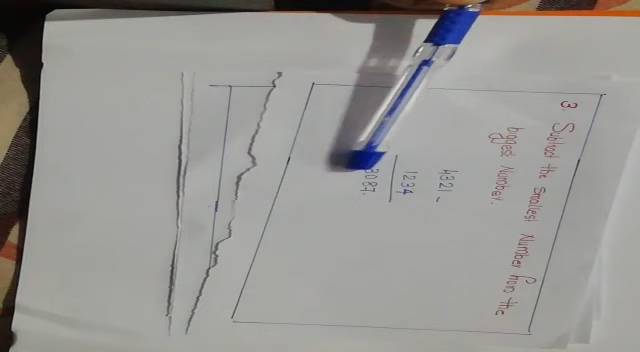 3 Subtract the smallest Number from the
biggest Number.
4321 -
1234
3087.